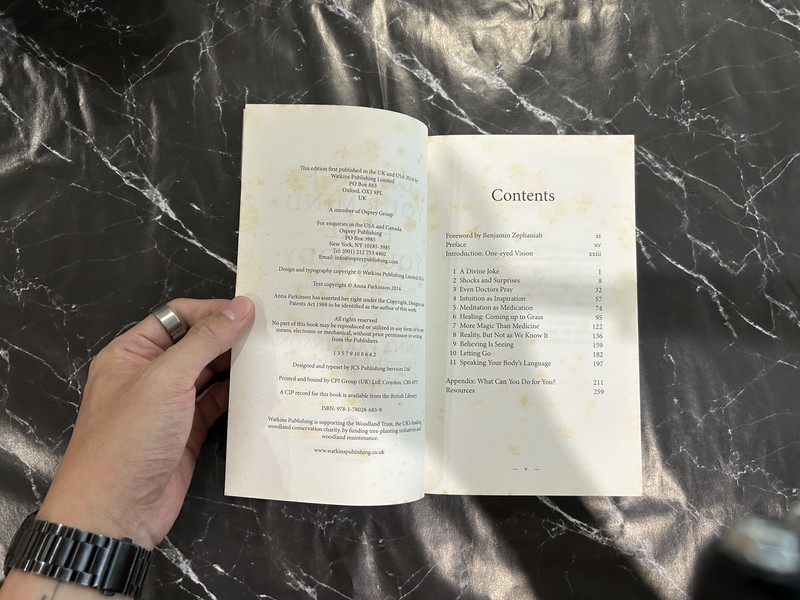 This edition first published in the UK and USA 2014 by
Watkins Publishing Limited
PO Box 883
Oxford, OX1 9PL
UK
A member of Osprey Group
For enquiries in the USA and Canada:
Osprey Publishing
PO Box 3985
New York, NY 10185-3985
Tel: (001) 212 753 4402
Email: info@ospreypublishing.com
Design and typography copyright © Watkins Publishing Limited 2014
Text copyright © Anna Parkinson 2014
Anna Parkinson has asserted her right under the Copyright, Designs and
Patents Act 1988 to be identified as the author of this work.
All rights reserved.
No part of this book may be reproduced or utilized in any form or by any
means, electronic or mechanical, without prior permission in writing
from the Publishers.
1 3 5 7 9 10 8 6 4 2
Designed and typeset by JCS Publishing Services Ltd
Printed and bound by CPI Group (UK) Ltd, Croydon, CR0 4YY
A CIP record for this book is available from the British Library
ISBN: 978-1-78028-683-9
Watkins Publishing is supporting the Woodland Trust, the UK's leading
woodland conservation charity, by funding tree-planting initiatives and
woodland maintenance.
www.watkinspublishing.co.uk
Contents
Foreword by Benjamin Zephaniah xi
Preface xv
Introduction: One-eyed Vision xxiii
1 A Divine Joke 1
2 Shocks and Surprises 8
3 Even Doctors Pray 32
4 Intuition as Inspiration 57
5 Meditation as Medication 74
6 Healing: Coming up to Grass 95
7 More Magic Than Medicine 122
8 Reality, But Not as We Know It 136
9 Believing Is Seeing 159
10 Letting Go 182
11 Speaking Your Body's Language 197
Appendix: What Can You Do for You? 211
Resources 259
— v —